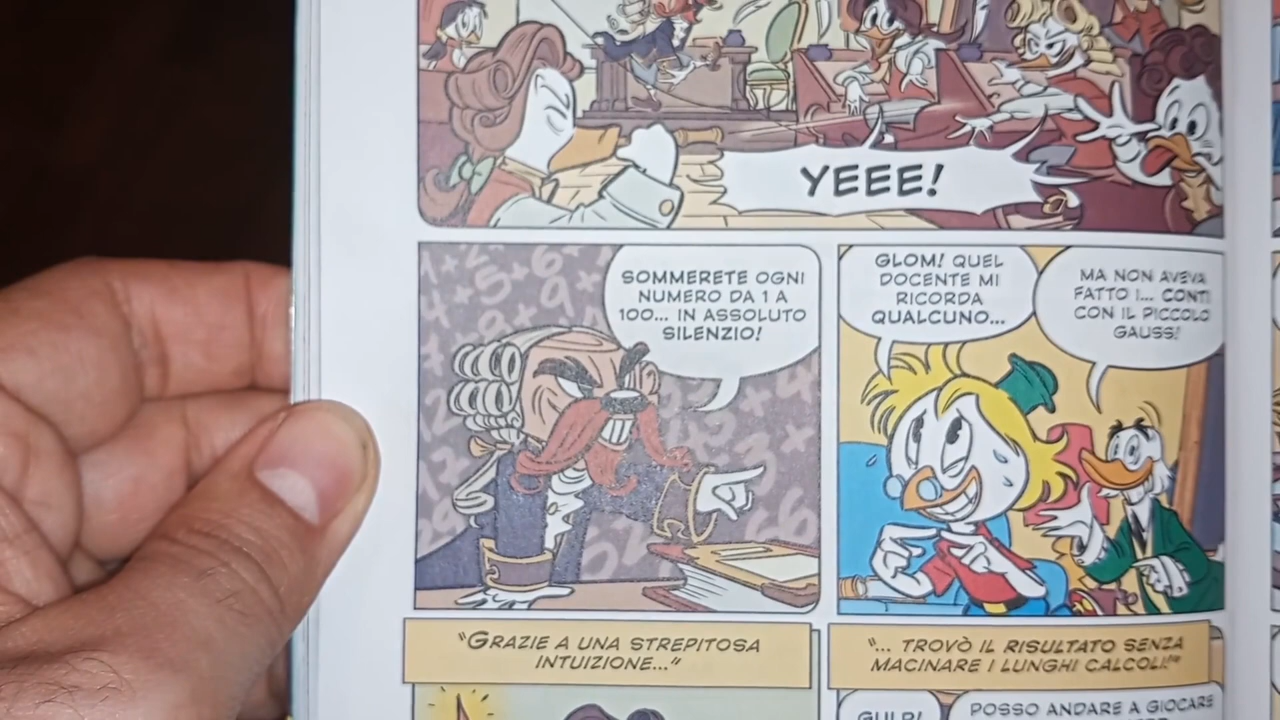 YEEE!
SOMMERETE OGNI
NUMERO DA 1 A
100... IN ASSOLUTO
SILENZIO!
GLOM! QUEL
DOCENTE MI
RICORDA
QUALCUNO...
MA NON AVEVA
FATTO I... CONTI
CON IL PICCOLO
GAUSS!
"GRAZIE A UNA STREPITOSA
INTUIZIONE..."
"... TROVÒ IL RISULTATO SENZA
MACINARE I LUNGHI CALCOLI!"
GULP!
POSSO ANDARE A GIOCARE